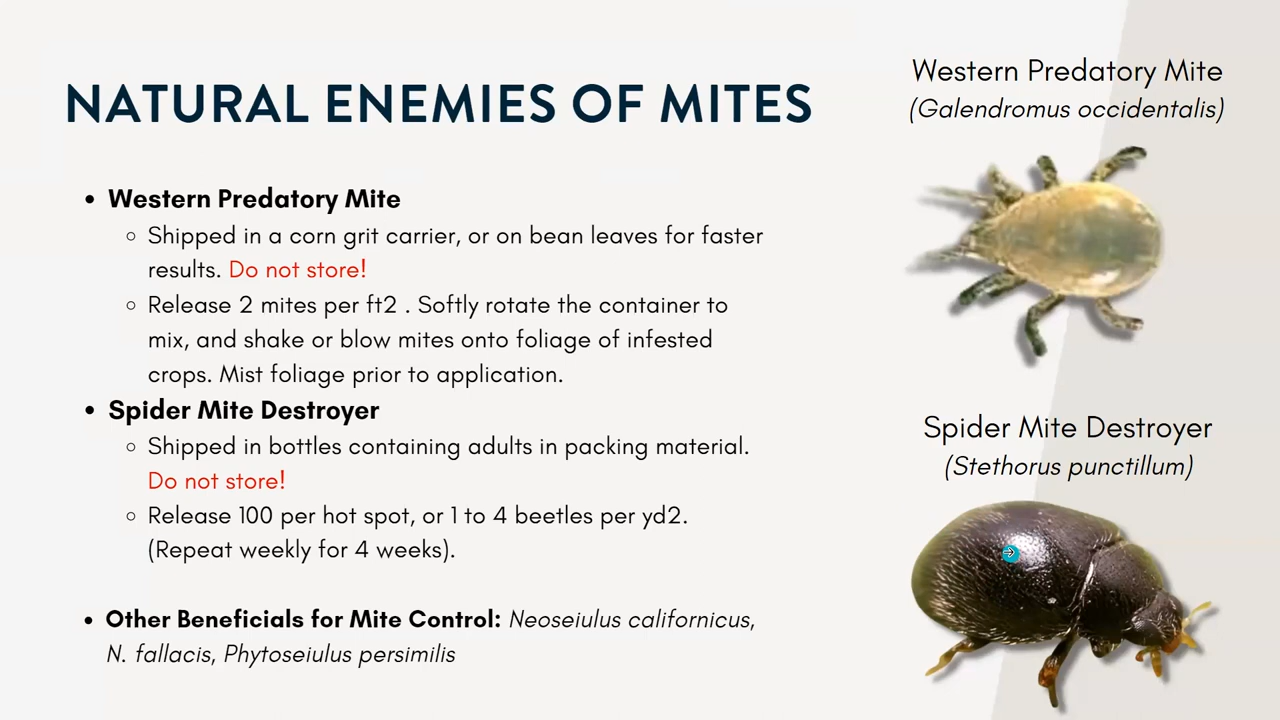 NATURAL ENEMIES OF MITES
• Western Predatory Mite
◦ Shipped in a corn grit carrier, or on bean leaves for faster
results. Do not store!
◦ Release 2 mites per ft2 . Softly rotate the container to
mix, and shake or blow mites onto foliage of infested
crops. Mist foliage prior to application.
• Spider Mite Destroyer
◦ Shipped in bottles containing adults in packing material.
Do not store!
◦ Release 100 per hot spot, or 1 to 4 beetles per yd2.
(Repeat weekly for 4 weeks).
• Other Beneficials for Mite Control: Neoseiulus californicus,
N. fallacis, Phytoseiulus persimilis
Western Predatory Mite
(Galendromus occidentalis)
Spider Mite Destroyer
(Stethorus punctillum)